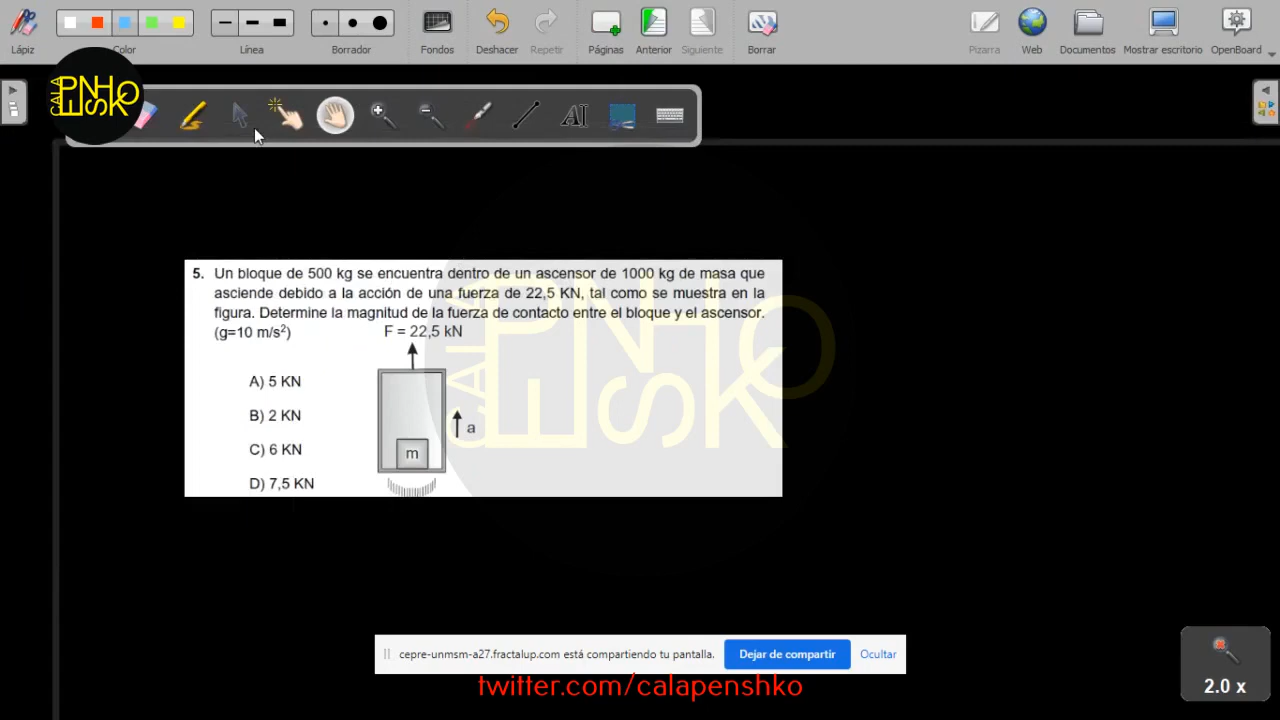 Lápiz
Color
Línea
Borrador
Fondos
Deshacer
Repetir
Páginas
Anterior
Siguiente
Borrar
Pizarra
Web
Documentos
Mostrar escritorio
OpenBoard
CALA
PENHSKO
AI
5. Un bloque de 500 kg se encuentra dentro de un ascensor de 1000 kg de masa que
asciende debido a la acción de una fuerza de 22,5 KN, tal como se muestra en la
figura. Determine la magnitud de la fuerza de contacto entre el bloque y el ascensor.
(g=10 m/s²)
F = 22,5 kN
A) 5 KN
B) 2 KN
C) 6 KN
D) 7,5 KN
a
m
CALA
PENHSKO
cepre-unmsm-a27.fractalup.com está compartiendo tu pantalla.
Dejar de compartir
Ocultar
twitter.com/calapenshko
2.0 x